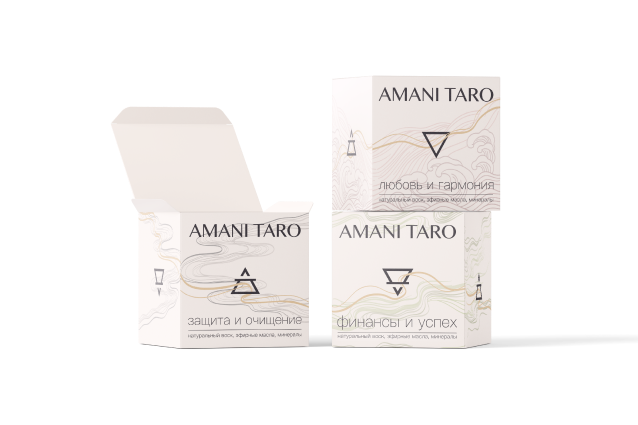 AMANI TARO
любовь и гармония
натуральный воск, эфирные масла, минералы
AMANI TARO
защита и очищение
натуральный воск, эфирные масла, минералы
AMANI TARO
финансы и успех
натуральный воск, эфирные масла, минералы